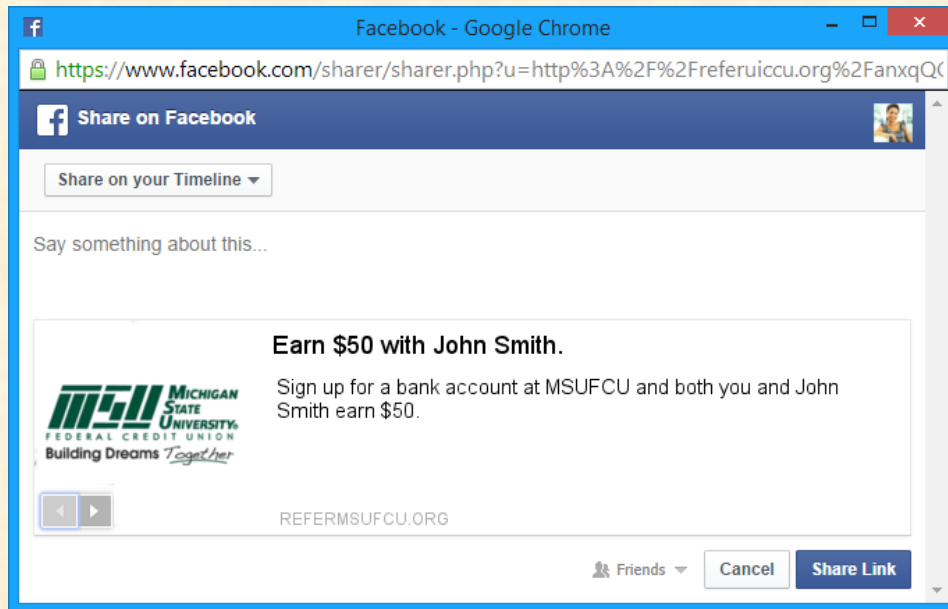 Facebook - Google Chrome
https://www.facebook.com/sharer/sharer.php?u=http%3A%2F%2Freferuiccu.org%2FanxqQ
Share on Facebook
Share on your Timeline
Say something about this...
Earn $50 with John Smith.
Sign up for a bank account at MSUFCU and both you and John
Smith earn $50.
MSU MICHIGAN
STATE
UNIVERSITY
FEDERAL CREDIT UNION
Building Dreams Together
REFERMSUFCU.ORG
Friends
Cancel
Share Link